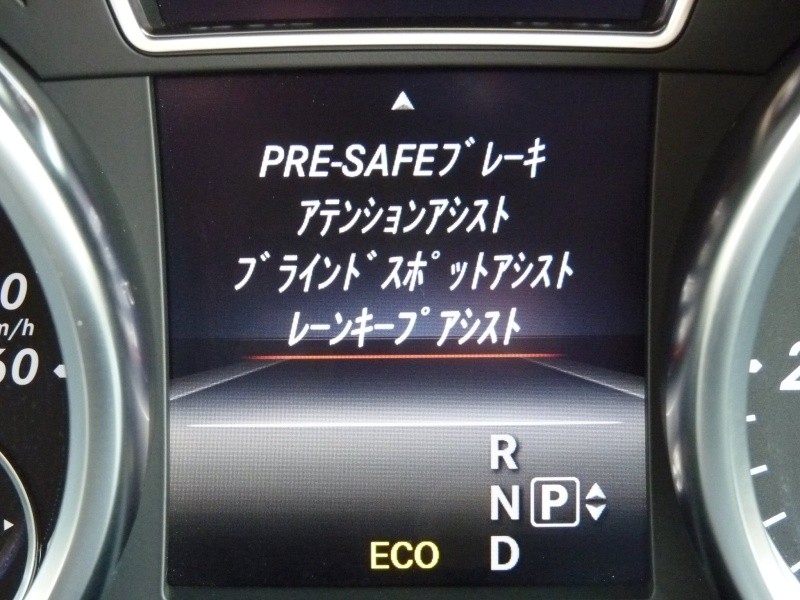 PRE-SAFEﾌﾞﾚｰｷ
ｱﾃﾝｼｮﾝｱｼｽﾄ
ﾌﾞﾗｲﾝﾄﾞｽﾎﾟｯﾄｱｼｽﾄ
ﾚｰﾝｷｰﾌﾟｱｼｽﾄ
R
N P
D
ECO